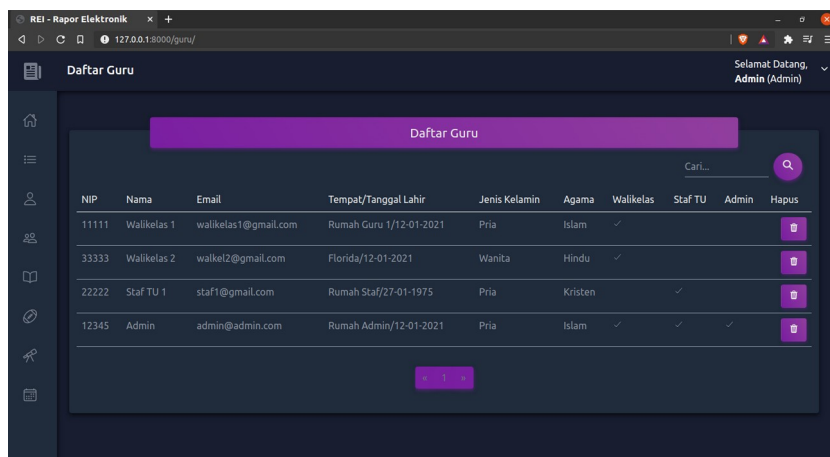 REI - Rapor Elektronik
127.0.0.1:8000/guru/
Daftar Guru
Selamat Datang,
Admin (Admin)
Daftar Guru
Cari...
NIP Nama Email Tempat/Tanggal Lahir Jenis Kelamin Agama Walikelas Staf TU Admin Hapus
11111 Walikelas 1 walikelas1@gmail.com Rumah Guru 1/12-01-2021 Pria Islam ✓
33333 Walikelas 2 walkel2@gmail.com Florida/12-01-2021 Wanita Hindu ✓
22222 Staf TU 1 staf1@gmail.com Rumah Staf/27-01-1975 Pria Kristen ✓
12345 Admin admin@admin.com Rumah Admin/12-01-2021 Pria Islam ✓ ✓ ✓
« 1 »